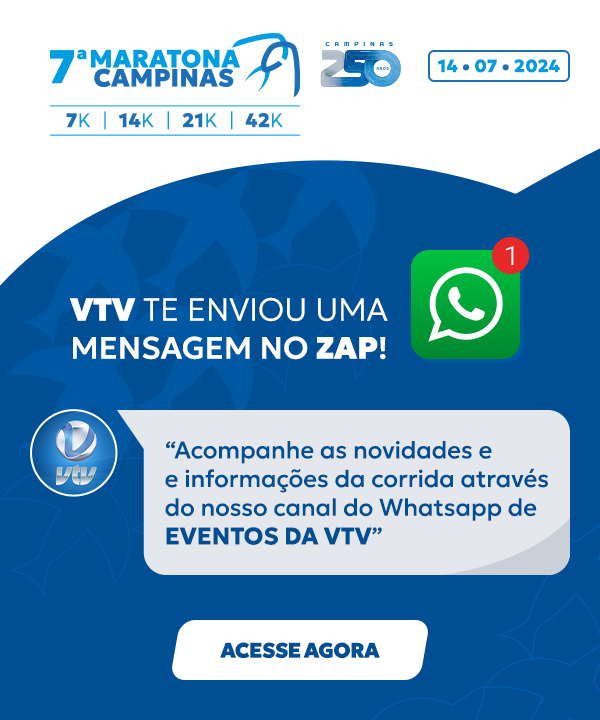 7ª MARATONA
CAMPINAS
CAMPINAS
250
ANOS
14 • 07 • 2024
7K | 14K | 21K | 42K
1
VTV TE ENVIOU UMA
MENSAGEM NO ZAP!
vtv
“Acompanhe as novidades e
e informações da corrida através
do nosso canal do Whatsapp de
EVENTOS DA VTV”
ACESSE AGORA